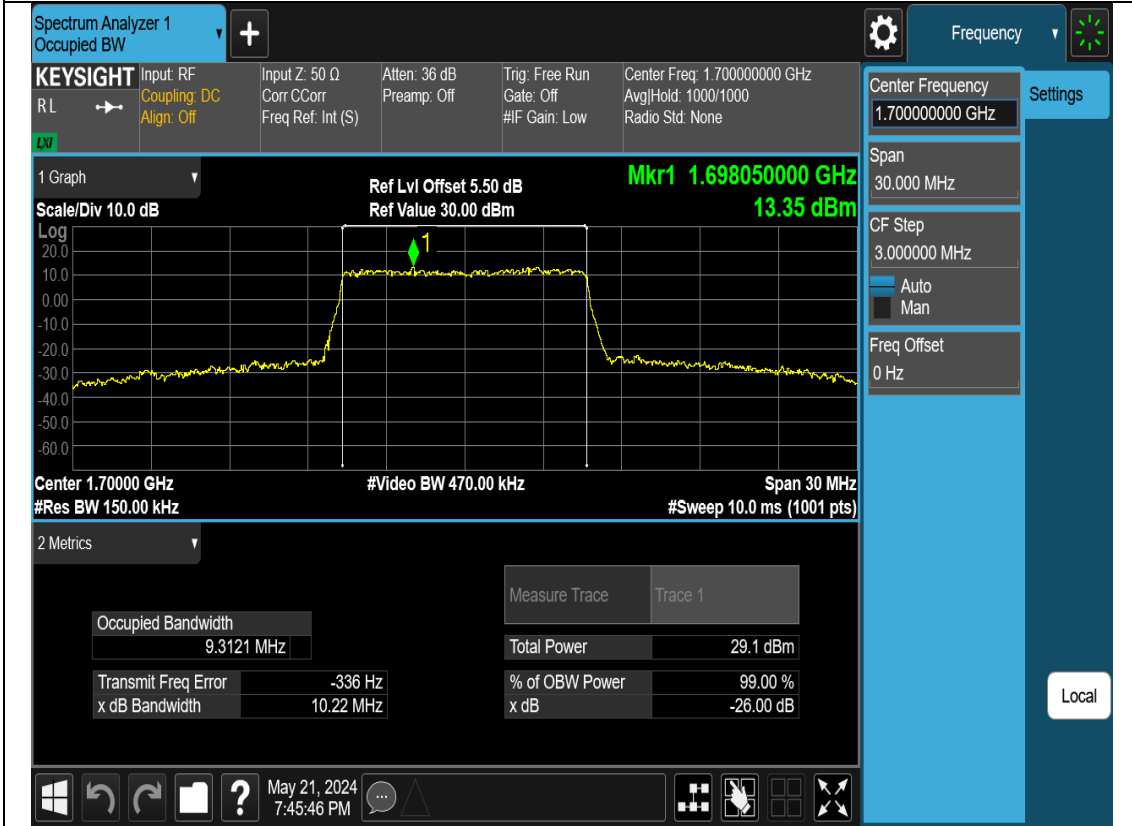 Spectrum Analyzer 1
Occupied BW
Frequency
KEYSIGHT
RL
LXI
Input: RF
Coupling: DC
Align: Off
Input Z: 50 Ω
Corr CCorr
Freq Ref: Int (S)
Atten: 36 dB
Preamp: Off
Trig: Free Run
Gate: Off
#IF Gain: Low
Center Freq: 1.700000000 GHz
Avg|Hold: 1000/1000
Radio Std: None
Center Frequency
1.700000000 GHz
Settings
Span
30.000 MHz
CF Step
3.000000 MHz
Auto
Man
Freq Offset
0 Hz
Local
1 Graph
Scale/Div 10.0 dB
Ref Lvl Offset 5.50 dB
Ref Value 30.00 dBm
Mkr1 1.698050000 GHz
13.35 dBm
Log
1
20.0
10.0
0.00
-10.0
-20.0
-30.0
-40.0
-50.0
-60.0
Center 1.70000 GHz
#Video BW 470.00 kHz
Span 30 MHz
#Res BW 150.00 kHz
#Sweep 10.0 ms (1001 pts)
2 Metrics
Measure Trace Trace 1
Occupied Bandwidth
9.3121 MHz
Total Power 29.1 dBm
Transmit Freq Error -336 Hz
% of OBW Power 99.00 %
x dB Bandwidth 10.22 MHz
x dB -26.00 dB
?
May 21, 2024
7:45:46 PM